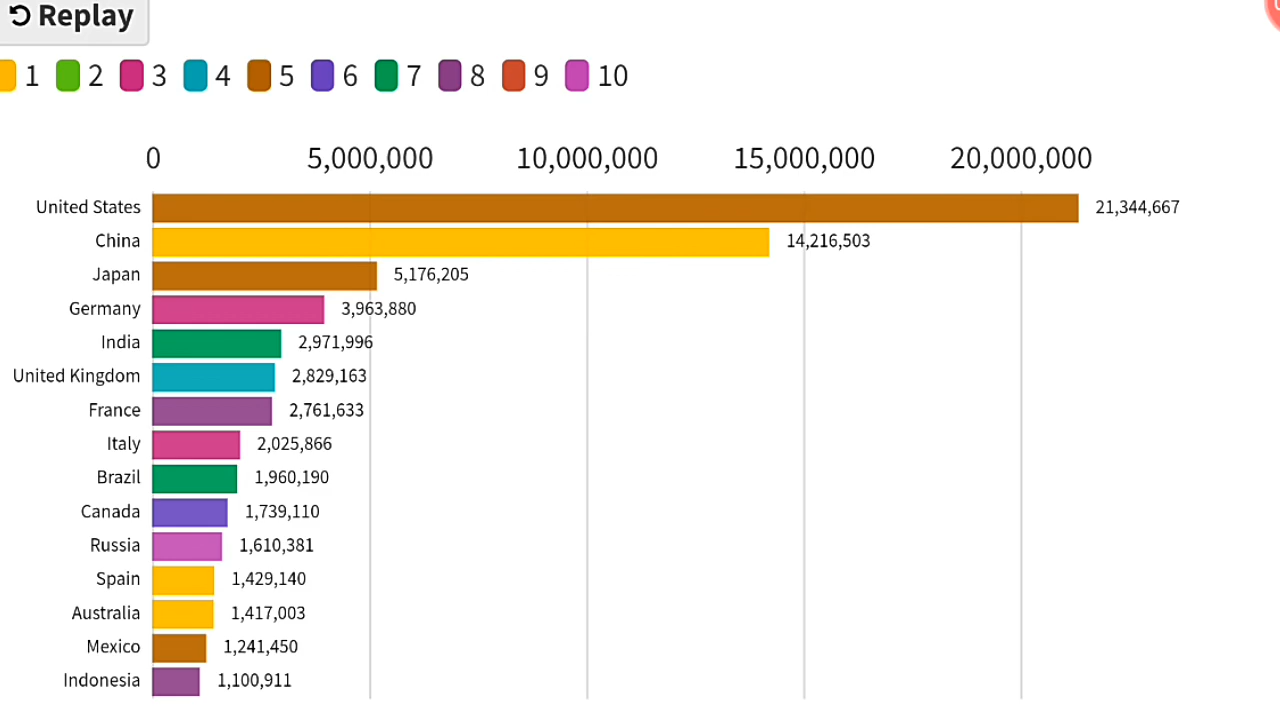 Replay
1 2 3 4 5 6 7 8 9 10
0 5,000,000 10,000,000 15,000,000 20,000,000
United States 21,344,667
China 14,216,503
Japan 5,176,205
Germany 3,963,880
India 2,971,996
United Kingdom 2,829,163
France 2,761,633
Italy 2,025,866
Brazil 1,960,190
Canada 1,739,110
Russia 1,610,381
Spain 1,429,140
Australia 1,417,003
Mexico 1,241,450
Indonesia 1,100,911